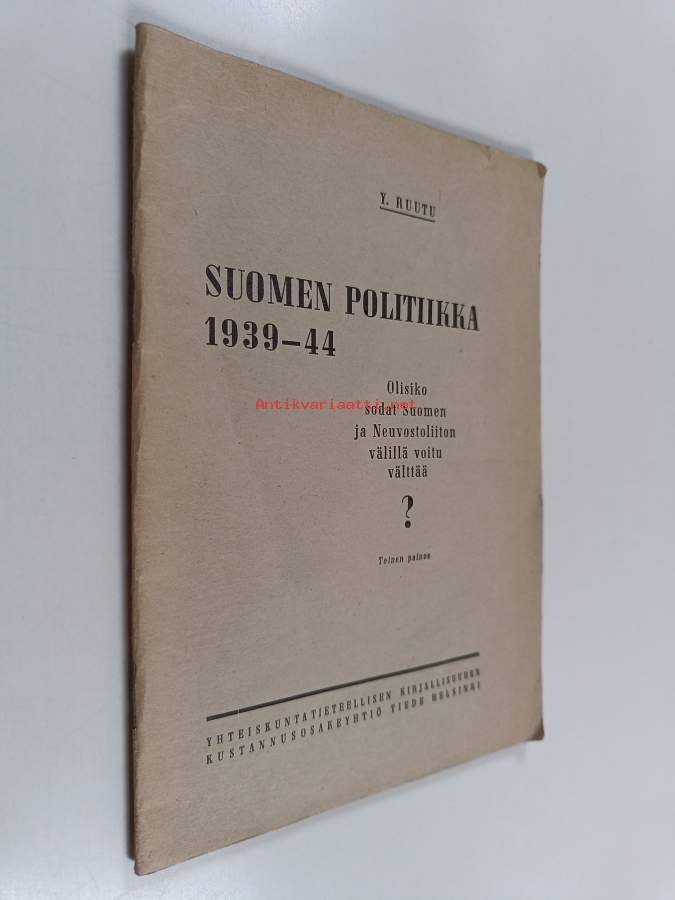 Y. RUUTU
SUOMEN POLITIIKKA
1939–44
Olisiko
Antikvariaatti.net
sodat Suomen
ja Neuvostoliiton
välillä voitu
välttää
?
Toinen painos
YHTEISKUNTATIETEELLISEN KIRJALLISUUDEN
KUSTANNUSOSAKEYHTIÖ TIEDE HELSINKI